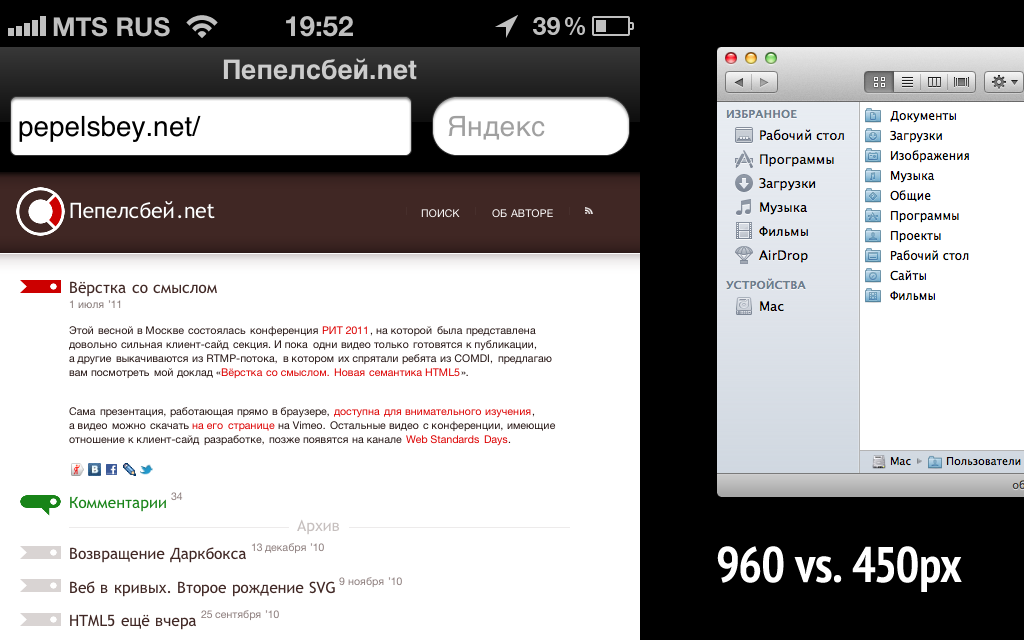 MTS RUS 19:52 39 %
Пепелсбей.net
pepelsbey.net/ Яндекс
Пепелсбей.net ПОИСК ОБ АВТОРЕ
Вёрстка со смыслом
1 июля '11
Этой весной в Москве состоялась конференция РИТ 2011, на которой была представлена
довольно сильная клиент-сайд секция. И пока одни видео только готовятся к публикации,
а другие выкачиваются из RTMP-потока, в котором их спрятали ребята из COMDI, предлагаю
вам посмотреть мой доклад «Вёрстка со смыслом. Новая семантика HTML5».
Сама презентация, работающая прямо в браузере, доступна для внимательного изучения,
а видео можно скачать на его странице на Vimeo. Остальные видео с конференции, имеющие
отношение к клиент-сайд разработке, позже появятся на канале Web Standards Days.
Комментарии 34
Архив
Возвращение Даркбокса 13 декабря '10
Веб в кривых. Второе рождение SVG 9 ноября '10
HTML5 ещё вчера 25 сентября '10
ИЗБРАННОЕ
Рабочий стол
Программы
Загрузки
Музыка
Фильмы
AirDrop
УСТРОЙСТВА
Mac
Документы
Загрузки
Изображения
Музыка
Общие
Программы
Проекты
Рабочий стол
Сайты
Фильмы
Mac Пользователи
об
960 vs. 450px